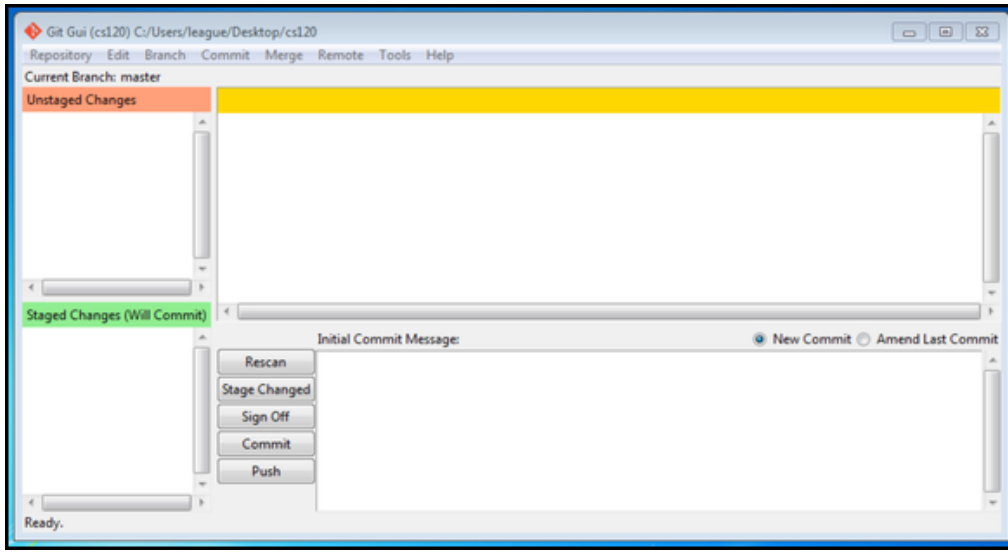 Git Gui (cs120) C:/Users/league/Desktop/cs120
Repository Edit Branch Commit Merge Remote Tools Help
Current Branch: master
Unstaged Changes
Staged Changes (Will Commit)
Initial Commit Message:
New Commit Amend Last Commit
Rescan
Stage Changed
Sign Off
Commit
Push
Ready.